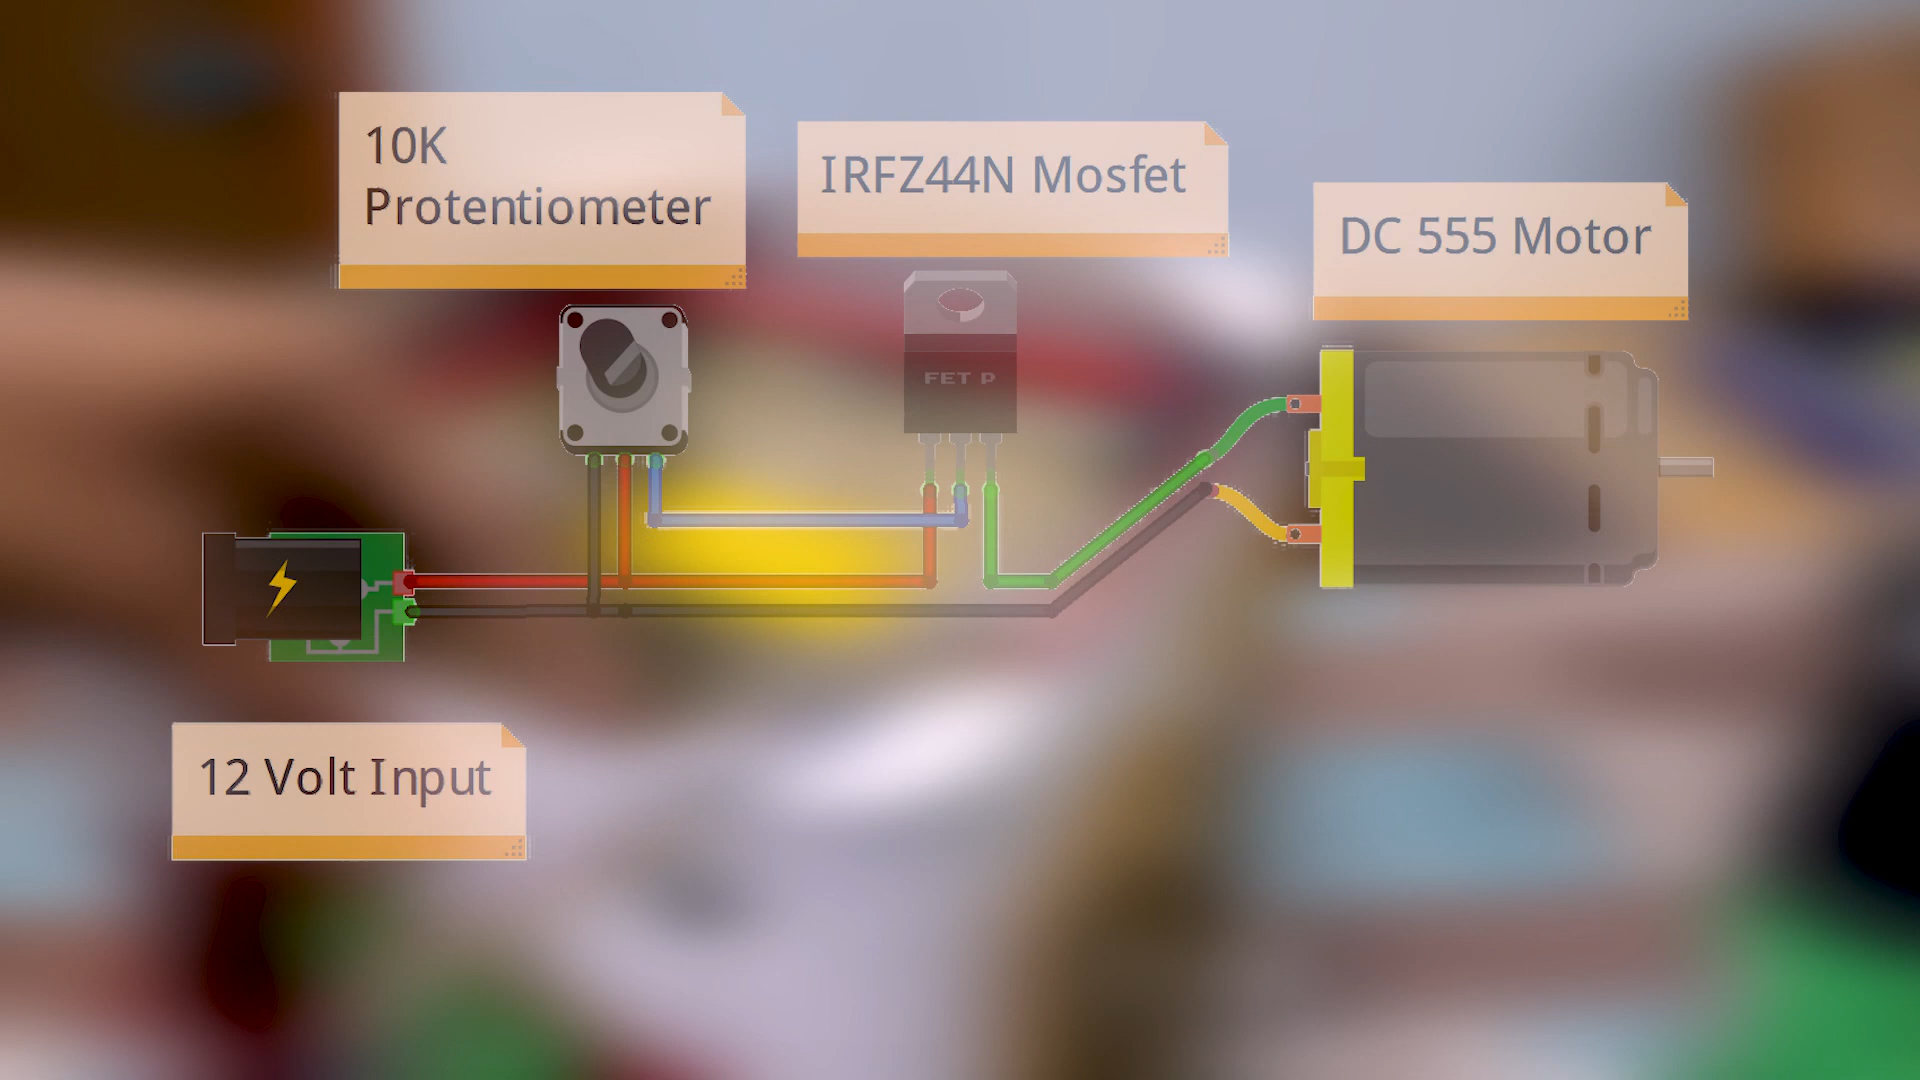 10K
Protentiometer
IRFZ44N Mosfet
DC 555 Motor
FET P
12 Volt Input